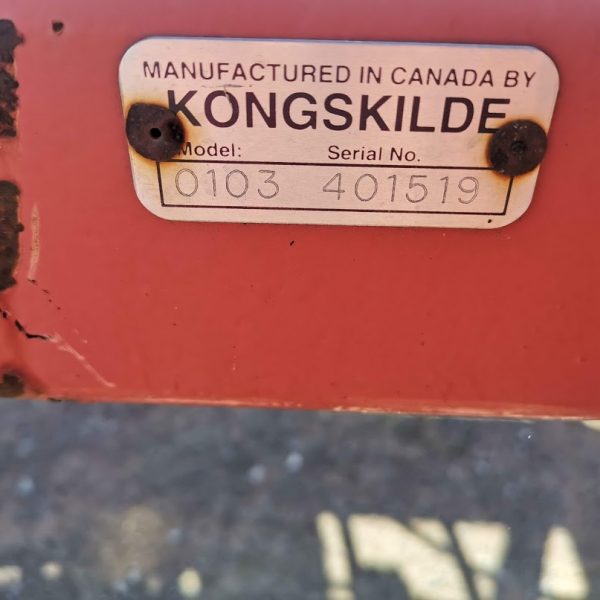 MANUFACTURED IN CANADA BY
KONGSKILDE
Model: Serial No.
0103 401519